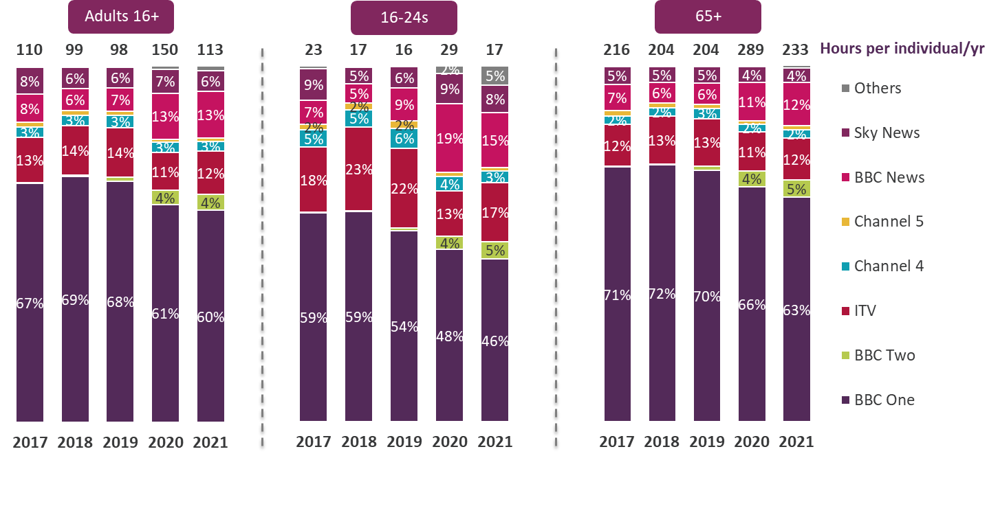 Adults 16+
16-24s
65+
110 99 98 150 113
23 17 16 29 17
216 204 204 289 233
Hours per individual/yr
8% 6% 6% 7% 6%
8% 6% 7% 13% 13%
3% 3% 3% 3% 3%
13% 14% 14% 11% 12%
4% 4%
67% 69% 68% 61% 60%
2017 2018 2019 2020 2021
2% 5%
9% 5% 6% 9% 8%
7% 5% 9% 19% 15%
2% 2% 2%
5% 5% 6% 4% 3%
18% 23% 22% 13% 17%
4% 5%
59% 59% 54% 48% 46%
2017 2018 2019 2020 2021
5% 5% 5% 4% 4%
7% 6% 6% 11% 12%
2% 2% 3% 2% 2%
12% 13% 13% 11% 12%
4% 5%
71% 72% 70% 66% 63%
2017 2018 2019 2020 2021
Others
Sky News
BBC News
Channel 5
Channel 4
ITV
BBC Two
BBC One